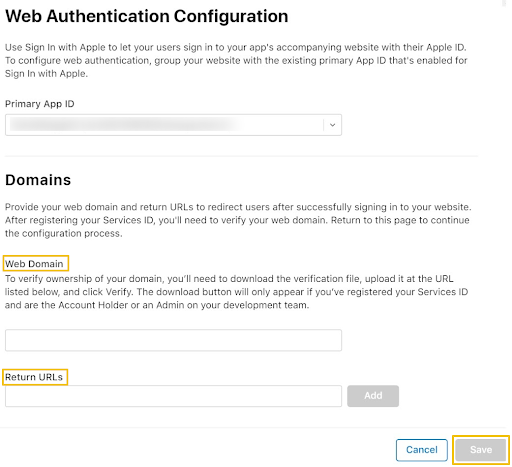 Web Authentication Configuration
Use Sign In with Apple to let your users sign in to your app's accompanying website with their Apple ID.
To configure web authentication, group your website with the existing primary App ID that's enabled for
Sign In with Apple.
Primary App ID
Domains
Provide your web domain and return URLs to redirect users after successfully signing in to your website.
After registering your Services ID, you'll need to verify your web domain. Return to this page to continue
the configuration process.
Web Domain
To verify ownership of your domain, you'll need to download the verification file, upload it at the URL
listed below, and click Verify. The download button will only appear if you've registered your Services ID
and are the Account Holder or an Admin on your development team.
Return URLs
Add
Cancel
Save